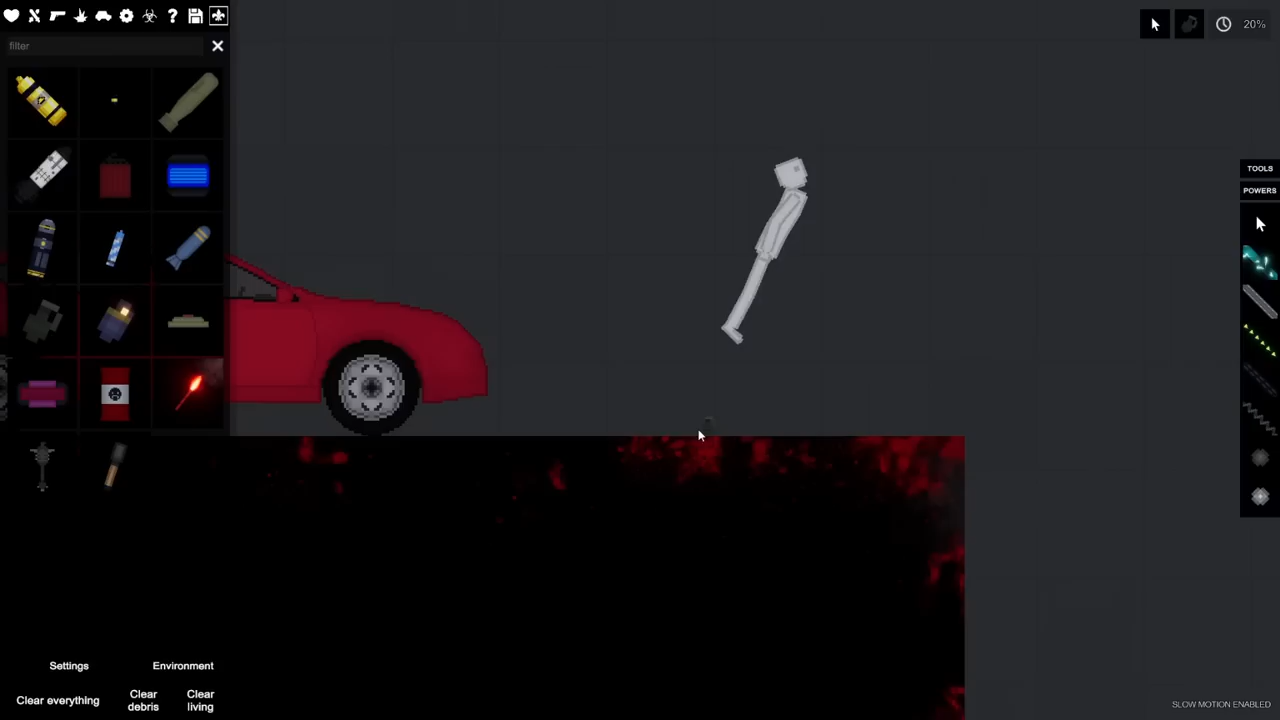 filter
20%
TOOLS
POWERS
Settings
Environment
Clear everything
Clear debris
Clear living
SLOW MOTION ENABLED